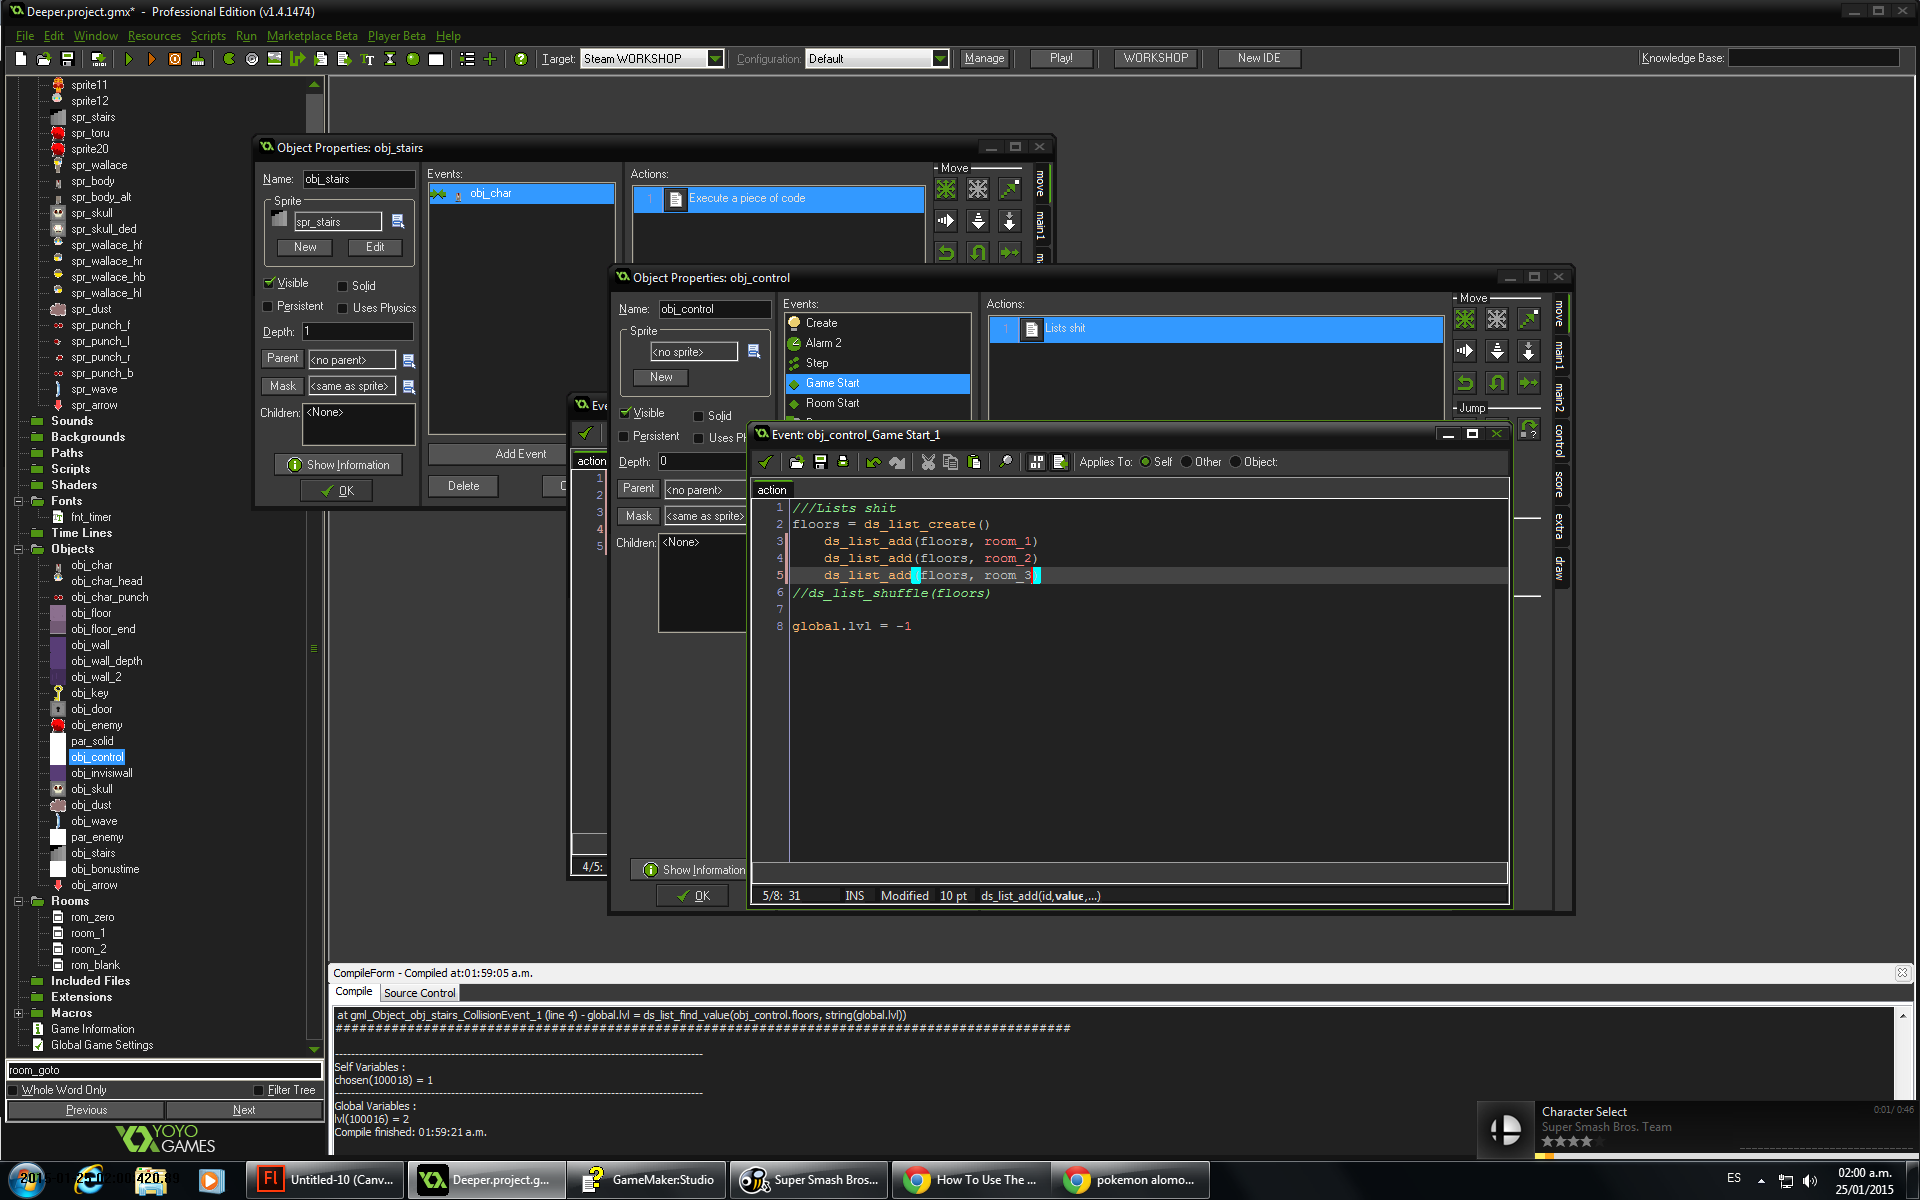 Deeper.project.gmx* - Professional Edition (v1.4.1474)
File Edit Window Resources Scripts Run Marketplace Beta Player Beta Help
Target: Steam WORKSHOP Configuration: Default Manage Play! WORKSHOP New IDE Knowledge Base:
sprite11
sprite12
spr_stairs
spr_toru
sprite20
spr_wallace
spr_body
spr_body_alt
spr_skull
spr_skull_ded
spr_wallace_hf
spr_wallace_hr
spr_wallace_hb
spr_wallace_hl
spr_dust
spr_punch_f
spr_punch_l
spr_punch_r
spr_punch_b
spr_wave
spr_arrow
Sounds
Backgrounds
Paths
Scripts
Shaders
Fonts
fnt_timer
Time Lines
Objects
obj_char
obj_char_head
obj_char_punch
obj_floor
obj_floor_end
obj_wall
obj_wall_depth
obj_wall_2
obj_key
obj_door
obj_enemy
par_solid
obj_control
obj_invisiwall
obj_skull
obj_dust
obj_wave
par_enemy
obj_stairs
obj_bonustime
obj_arrow
Rooms
rom_zero
room_1
room_2
rom_blank
Included Files
Extensions
Macros
Game Information
Global Game Settings
room_goto
Whole Word Only Filter Tree
Previous Next
YOYO GAMES
Object Properties: obj_stairs
Name: obj_stairs
Sprite
spr_stairs
New Edit
Visible Solid
Persistent Uses Physics
Depth: 1
Parent <no parent>
Mask <same as sprite>
Children: <None>
Show Information
OK
Events:
obj_char
Add Event
Delete
Actions:
1 Execute a piece of code
Move
move
main1
Eve
action
1
2
3
4
5
4/5:
Object Properties: obj_control
Name: obj_control
Sprite
<no sprite>
New
Visible Solid
Persistent Uses Ph
Depth: 0
Parent <no parent>
Mask <same as sprite>
Children: <None>
Show Information
OK
Events:
Create
Alarm 2
Step
Game Start
Room Start
Actions:
1 Lists shit
Move
Jump
move
main1
main2
control
score
extra
draw
Event: obj_control_Game Start_1
Applies To: Self Other Object:
action
1 ///Lists shit
2 floors = ds_list_create()
3 ds_list_add(floors, room_1)
4 ds_list_add(floors, room_2)
5 ds_list_add(floors, room_3)
6 //ds_list_shuffle(floors)
7
8 global.lvl = -1
5/8: 31 INS Modified 10 pt ds_list_add(id,value,...)
CompileForm - Compiled at:01:59:05 a.m.
Compile Source Control
at gml_Object_obj_stairs_CollisionEvent_1 (line 4) - global.lvl = ds_list_find_value(obj_control.floors, string(global.lvl))
Self Variables :
chosen(100018) = 1
Global Variables :
lvl(100016) = 2
Compile finished: 01:59:21 a.m.
Character Select 0:01/ 0:46
Super Smash Bros. Team
Untitled-10 (Canv...
Deeper.project.g...
GameMaker:Studio
Super Smash Bros...
How To Use The ...
pokemon alomo...
ES
02:00 a.m.
25/01/2015